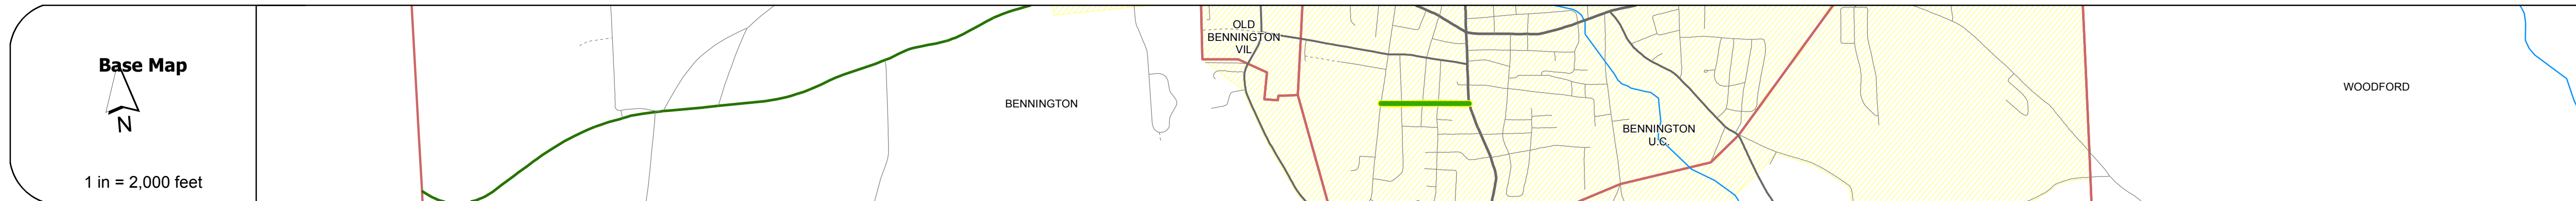 Base Map
N
1 in = 2,000 feet
BENNINGTON
OLD
BENNINGTON
VIL
BENNINGTON
U.C.
WOODFORD